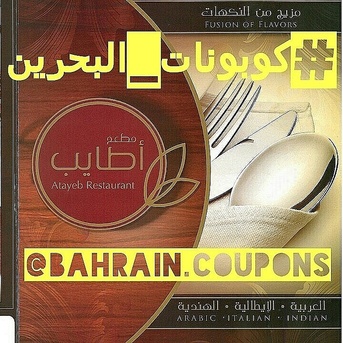 مزيج من النكهات
FUSION OF FLAVORS
#كوبونات_البحرين
مطعم
أطايب
Atayeb Restaurant
@BAHRAIN.COUPONS
العربية • الإيطالية • الهندية
ARABIC • ITALIAN • INDIAN